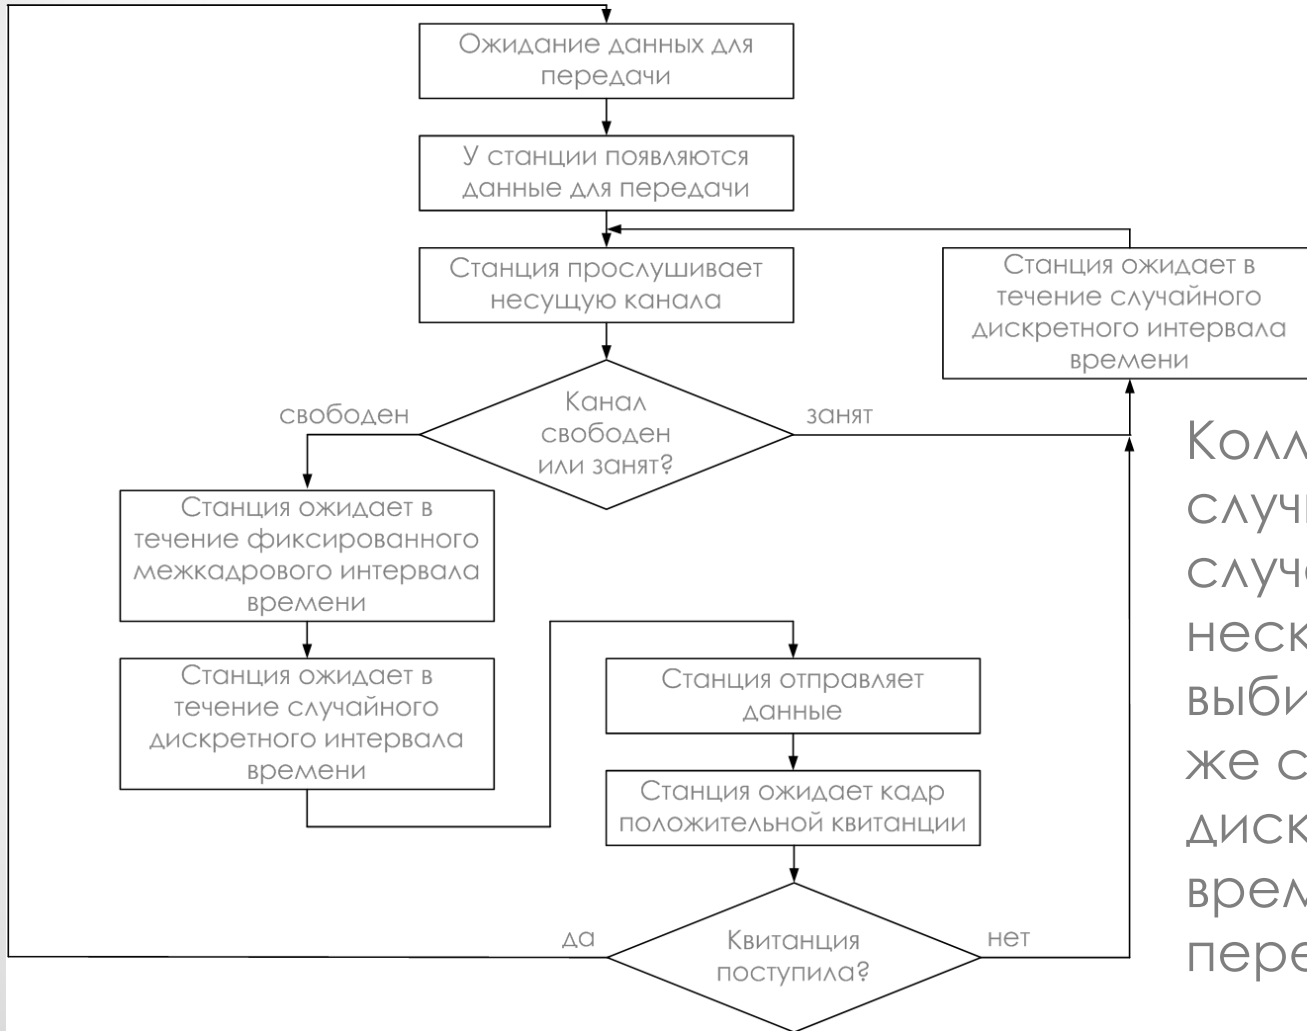 Ожидание данных для
передачи
У станции появляются
данные для передачи
Станция прослушивает
несущую канала
Станция ожидает в
течение случайного
дискретного интервала
времени
Канал
свободен
или занят?
свободен
занят
Станция ожидает в
течение фиксированного
межкадрового интервала
времени
Станция ожидает в
течение случайного
дискретного интервала
времени
Станция отправляет
данные
Станция ожидает кадр
положительной квитанции
Квитанция
поступила?
да
нет
же